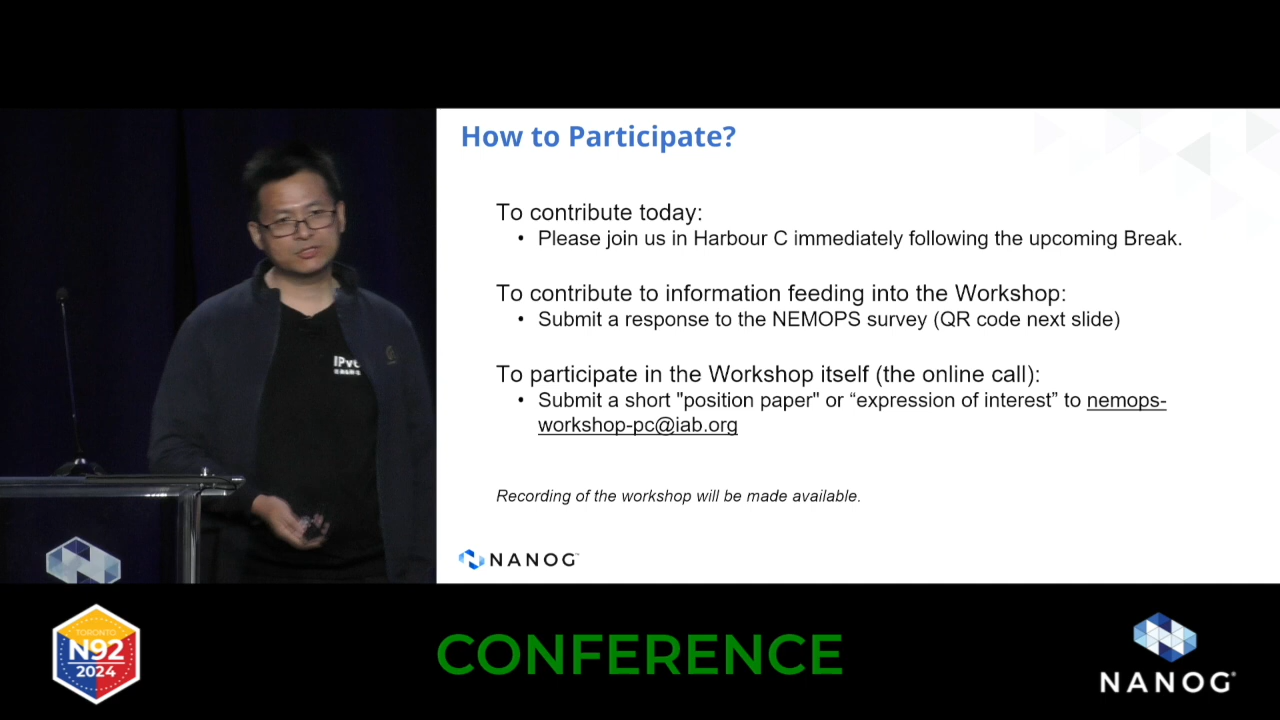 How to Participate?
To contribute today:
• Please join us in Harbour C immediately following the upcoming Break.
To contribute to information feeding into the Workshop:
• Submit a response to the NEMOPS survey (QR code next slide)
To participate in the Workshop itself (the online call):
• Submit a short "position paper" or “expression of interest” to nemops-
workshop-pc@iab.org
Recording of the workshop will be made available.
NANOG™
TORONTO
N92
2024
CONFERENCE
NANOG®